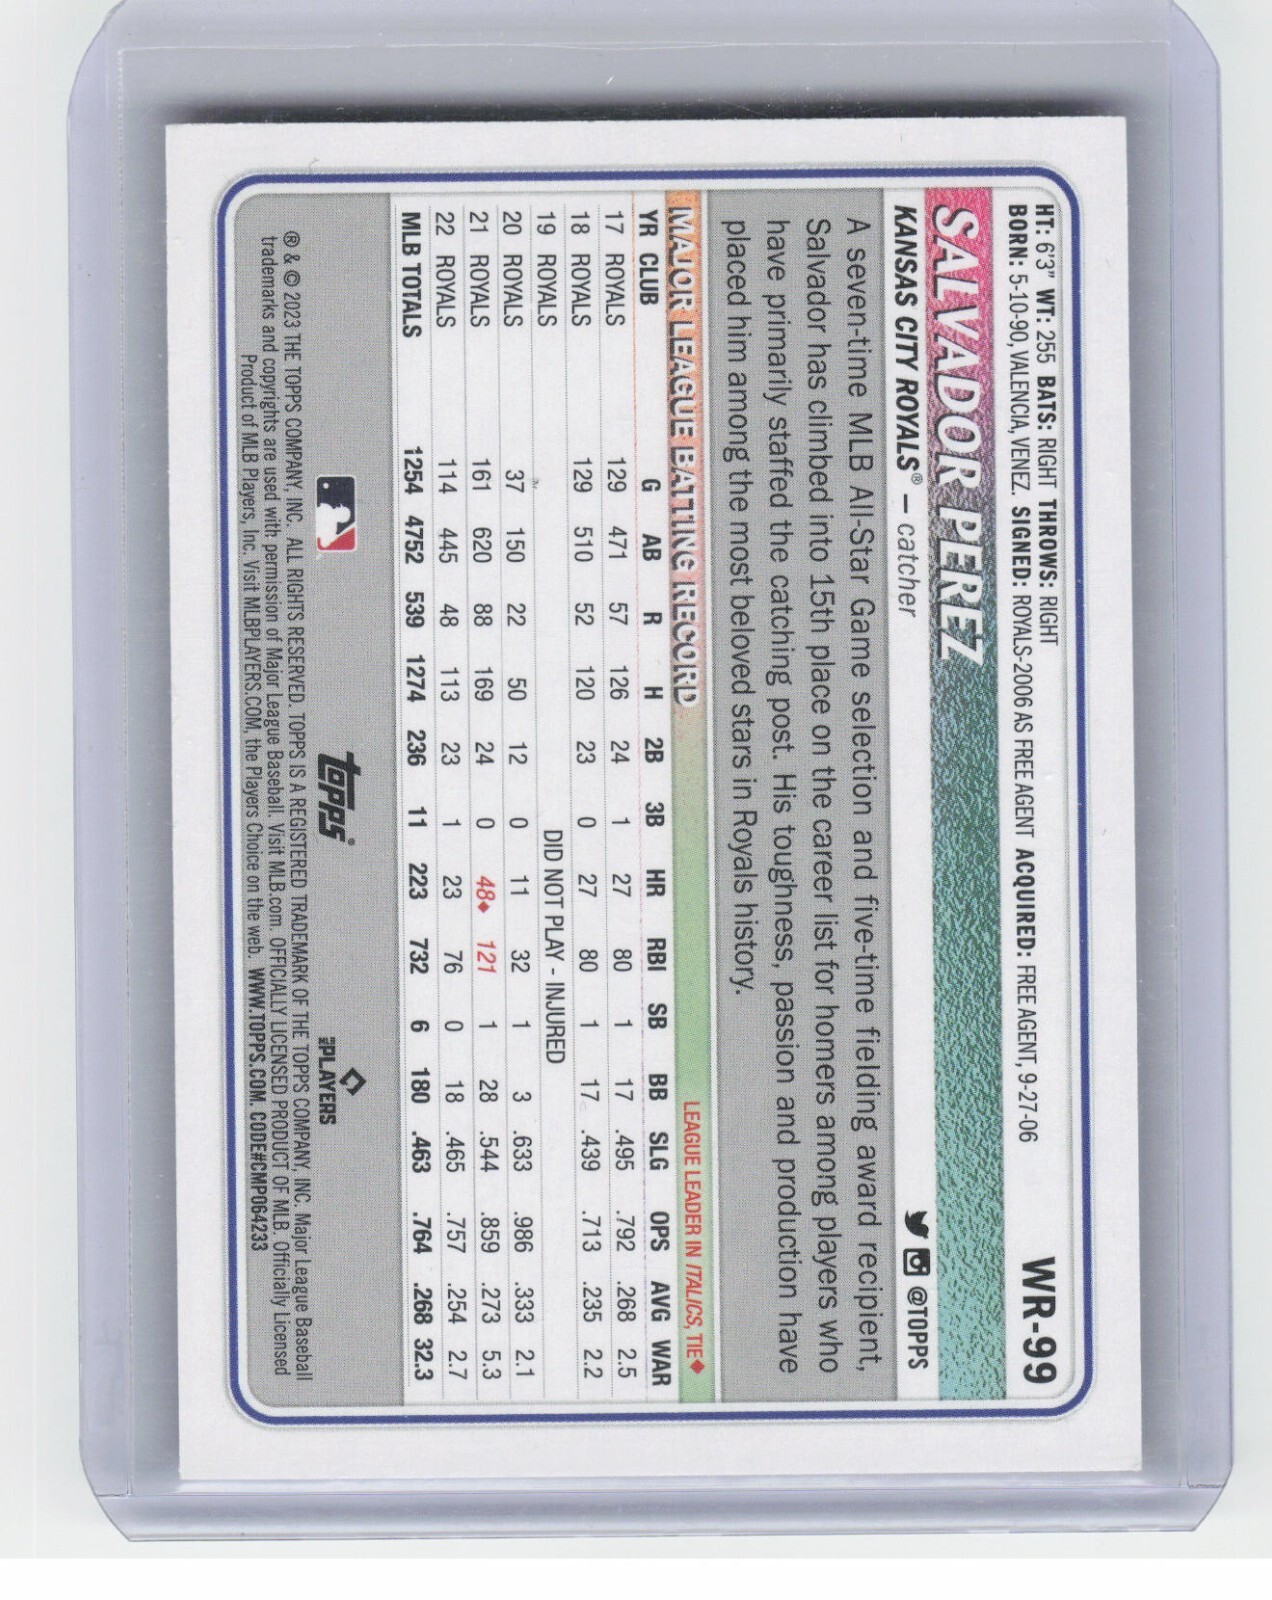 HT: 6'3" WT: 255 BATS: RIGHT THROWS: RIGHT
BORN: 5-10-90, VALENCIA, VENEZ. SIGNED: ROYALS-2006 AS FREE AGENT ACQUIRED: FREE AGENT, 9-27-06
WR-99
SALVADOR PEREZ
KANSAS CITY ROYALS® – catcher
@TOPPS
A seven-time MLB All-Star Game selection and five-time fielding award recipient,
Salvador has climbed into 15th place on the career list for homers among players who
have primarily staffed the catching post. His toughness, passion and production have
placed him among the most beloved stars in Royals history.
MAJOR LEAGUE BATTING RECORD
LEAGUE LEADER IN ITALICS, TIE♦
YR CLUB G AB R H 2B 3B HR RBI SB BB SLG OPS AVG WAR
17 ROYALS 129 471 57 126 24 1 27 80 1 17 .495 .792 .268 2.5
18 ROYALS 129 510 52 120 23 0 27 80 1 17 .439 .713 .235 2.2
19 ROYALS DID NOT PLAY - INJURED
20 ROYALS 37 150 22 50 12 0 11 32 1 3 .633 .986 .333 2.1
21 ROYALS 161 620 88 169 24 0 48♦ 121 1 28 .544 .859 .273 5.3
22 ROYALS 114 445 48 113 23 1 23 76 0 18 .465 .757 .254 2.7
MLB TOTALS 1254 4752 539 1274 236 11 223 732 6 180 .463 .764 .268 32.3
topps®
MLB PLAYERS
® & © 2023 THE TOPPS COMPANY, INC. ALL RIGHTS RESERVED. TOPPS IS A REGISTERED TRADEMARK OF THE TOPPS COMPANY, INC. Major League Baseball
trademarks and copyrights are used with permission of Major League Baseball. Visit MLB.com. OFFICIALLY LICENSED PRODUCT OF MLB. Officially Licensed
Product of MLB Players, Inc. Visit MLBPLAYERS.COM, the Players Choice on the web. WWW.TOPPS.COM. CODE#CMP064233